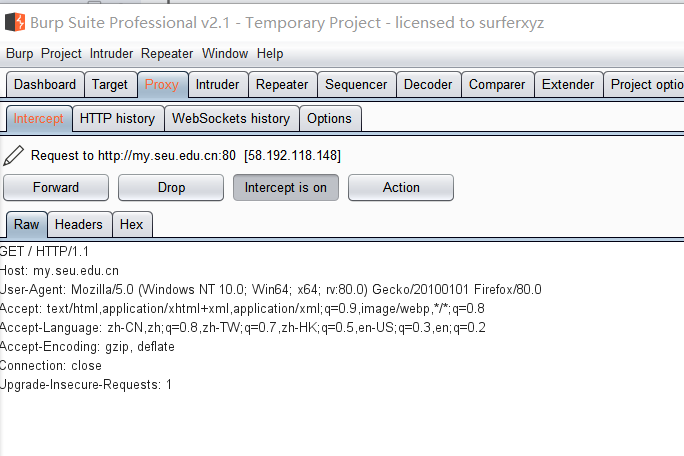 Burp Suite Professional v2.1 - Temporary Project - licensed to surferxyz
Burp Project Intruder Repeater Window Help
Dashboard Target Proxy Intruder Repeater Sequencer Decoder Comparer Extender Project optio
Intercept HTTP history WebSockets history Options
Request to http://my.seu.edu.cn:80 [58.192.118.148]
Forward Drop Intercept is on Action
Raw Headers Hex
GET / HTTP/1.1
Host: my.seu.edu.cn
User-Agent: Mozilla/5.0 (Windows NT 10.0; Win64; x64; rv:80.0) Gecko/20100101 Firefox/80.0
Accept: text/html,application/xhtml+xml,application/xml;q=0.9,image/webp,*/*;q=0.8
Accept-Language: zh-CN,zh;q=0.8,zh-TW;q=0.7,zh-HK;q=0.5,en-US;q=0.3,en;q=0.2
Accept-Encoding: gzip, deflate
Connection: close
Upgrade-Insecure-Requests: 1